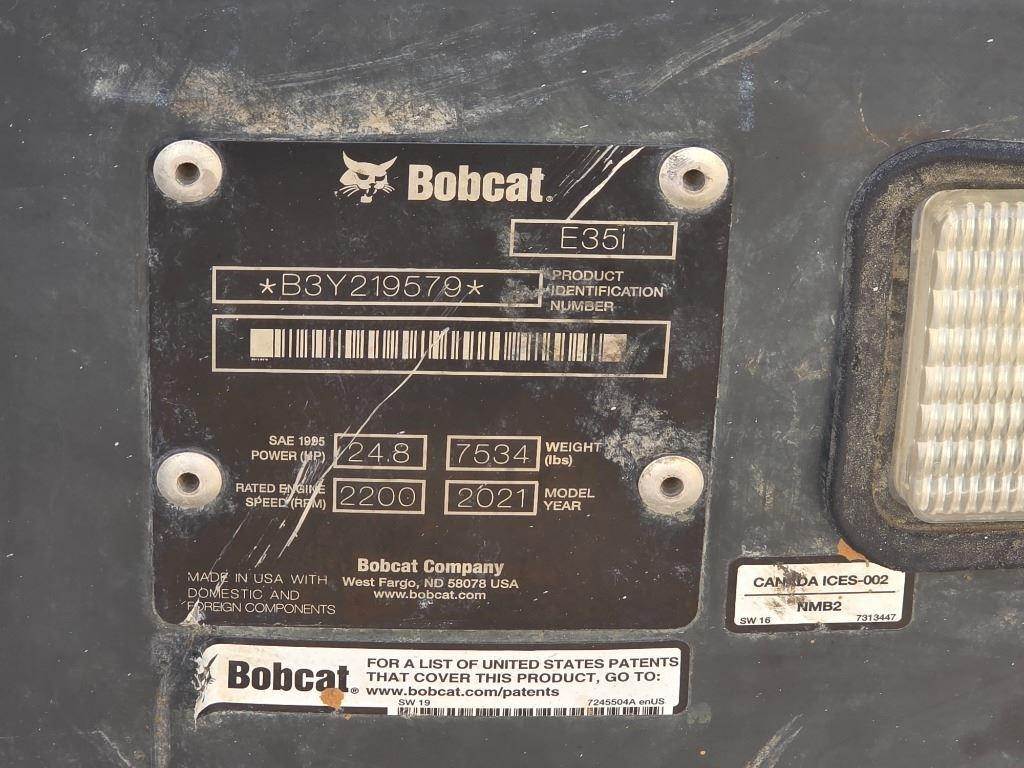 Bobcat®
E35i
*B3Y219579*
PRODUCT
IDENTIFICATION
NUMBER
SAE 1995
POWER (HP)
24.8
7534
WEIGHT
(lbs)
RATED ENGINE
SPEED (RPM)
2200
2021
MODEL
YEAR
Bobcat Company
West Fargo, ND 58078 USA
www.bobcat.com
MADE IN USA WITH
DOMESTIC AND
FOREIGN COMPONENTS
CANADA ICES-002
NMB2
SW 16 7313447
Bobcat®
FOR A LIST OF UNITED STATES PATENTS
THAT COVER THIS PRODUCT, GO TO:
www.bobcat.com/patents
SW 19 7245504A enUS